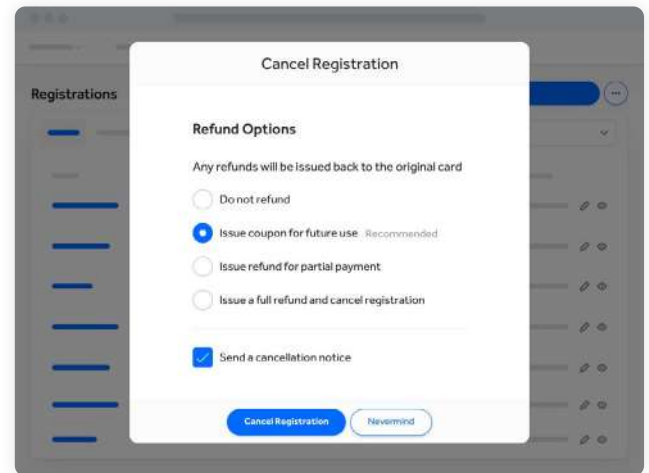 Cancel Registration
Registrations
Refund Options
Any refunds will be issued back to the original card
Do not refund
Issue coupon for future use Recommended
Issue refund for partial payment
Issue a full refund and cancel registration
Send a cancellation notice
Cancel Registration Nevermind